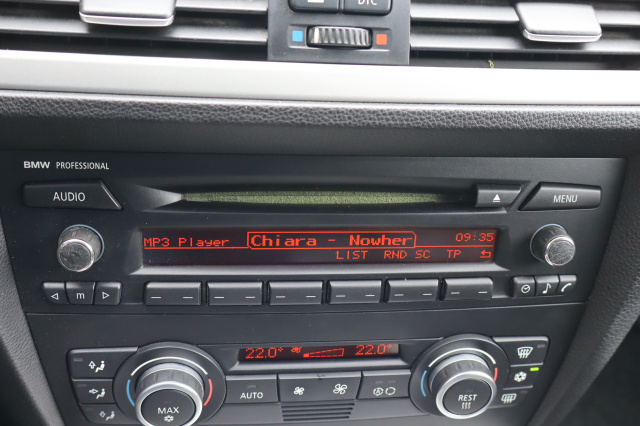 DTC
BMW PROFESSIONAL
AUDIO
MENU
MP3 Player Chiara - Nowher 09:35
LIST RND SC TP
m
22.0° 22.0°
AUTO
MAX
REST